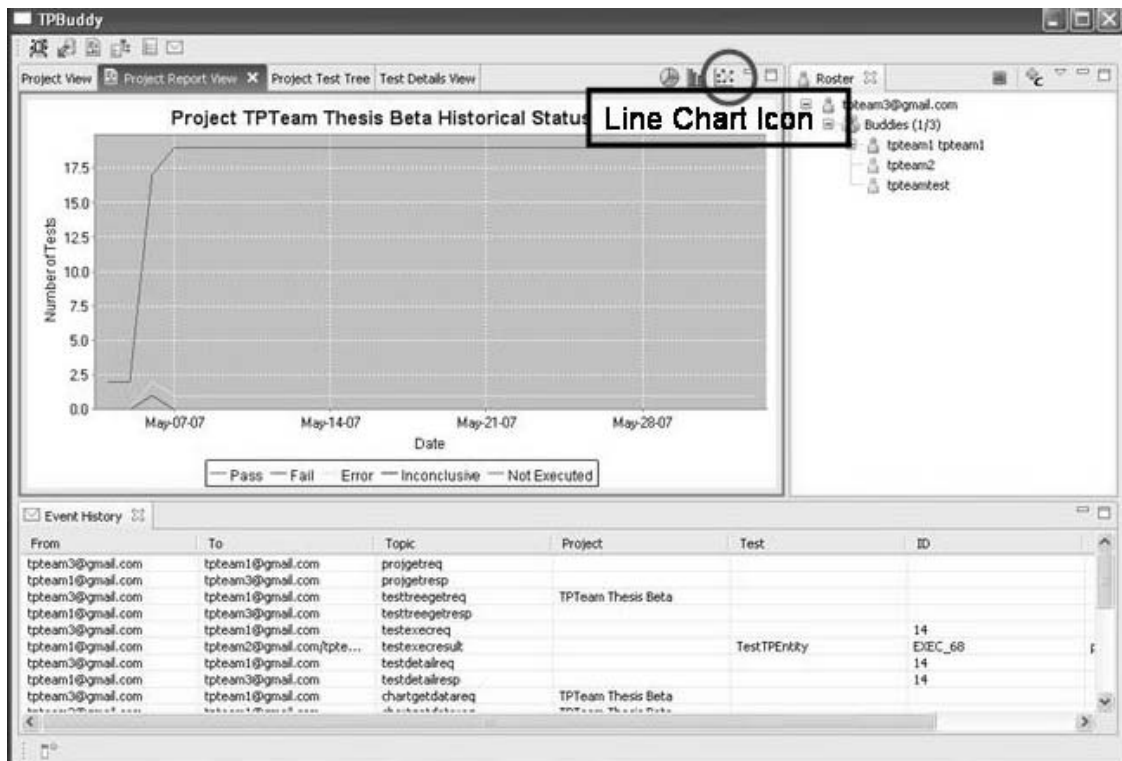 TPBuddy
Project View
Project Report View
Project Test Tree
Test Details View
Roster
Line Chart Icon
tpteam3@gmail.com
Buddies (1/3)
tpteam1 tpteam1
tpteam2
tpteamtest
Project TPTeam Thesis Beta Historical Status
Number of Tests
17.5
15.0
12.5
10.0
7.5
5.0
2.5
0.0
May-07-07 May-14-07 May-21-07 May-28-07
Date
Pass Fail Error Inconclusive Not Executed
Event History
From To Topic Project Test ID
tpteam3@gmail.com tpteam1@gmail.com projgetreq
tpteam1@gmail.com tpteam3@gmail.com projgetresp
tpteam3@gmail.com tpteam1@gmail.com testtreegetreq TPTeam Thesis Beta
tpteam1@gmail.com tpteam3@gmail.com testtreegetresp
tpteam3@gmail.com tpteam1@gmail.com testexecreq 14
tpteam1@gmail.com tpteam2@gmail.com/tpte... testexecresult TestTPEntity EXEC_68
tpteam3@gmail.com tpteam1@gmail.com testdetailreq 14
tpteam1@gmail.com tpteam3@gmail.com testdetailresp 14
tpteam3@gmail.com tpteam1@gmail.com chartgetdatareq TPTeam Thesis Beta